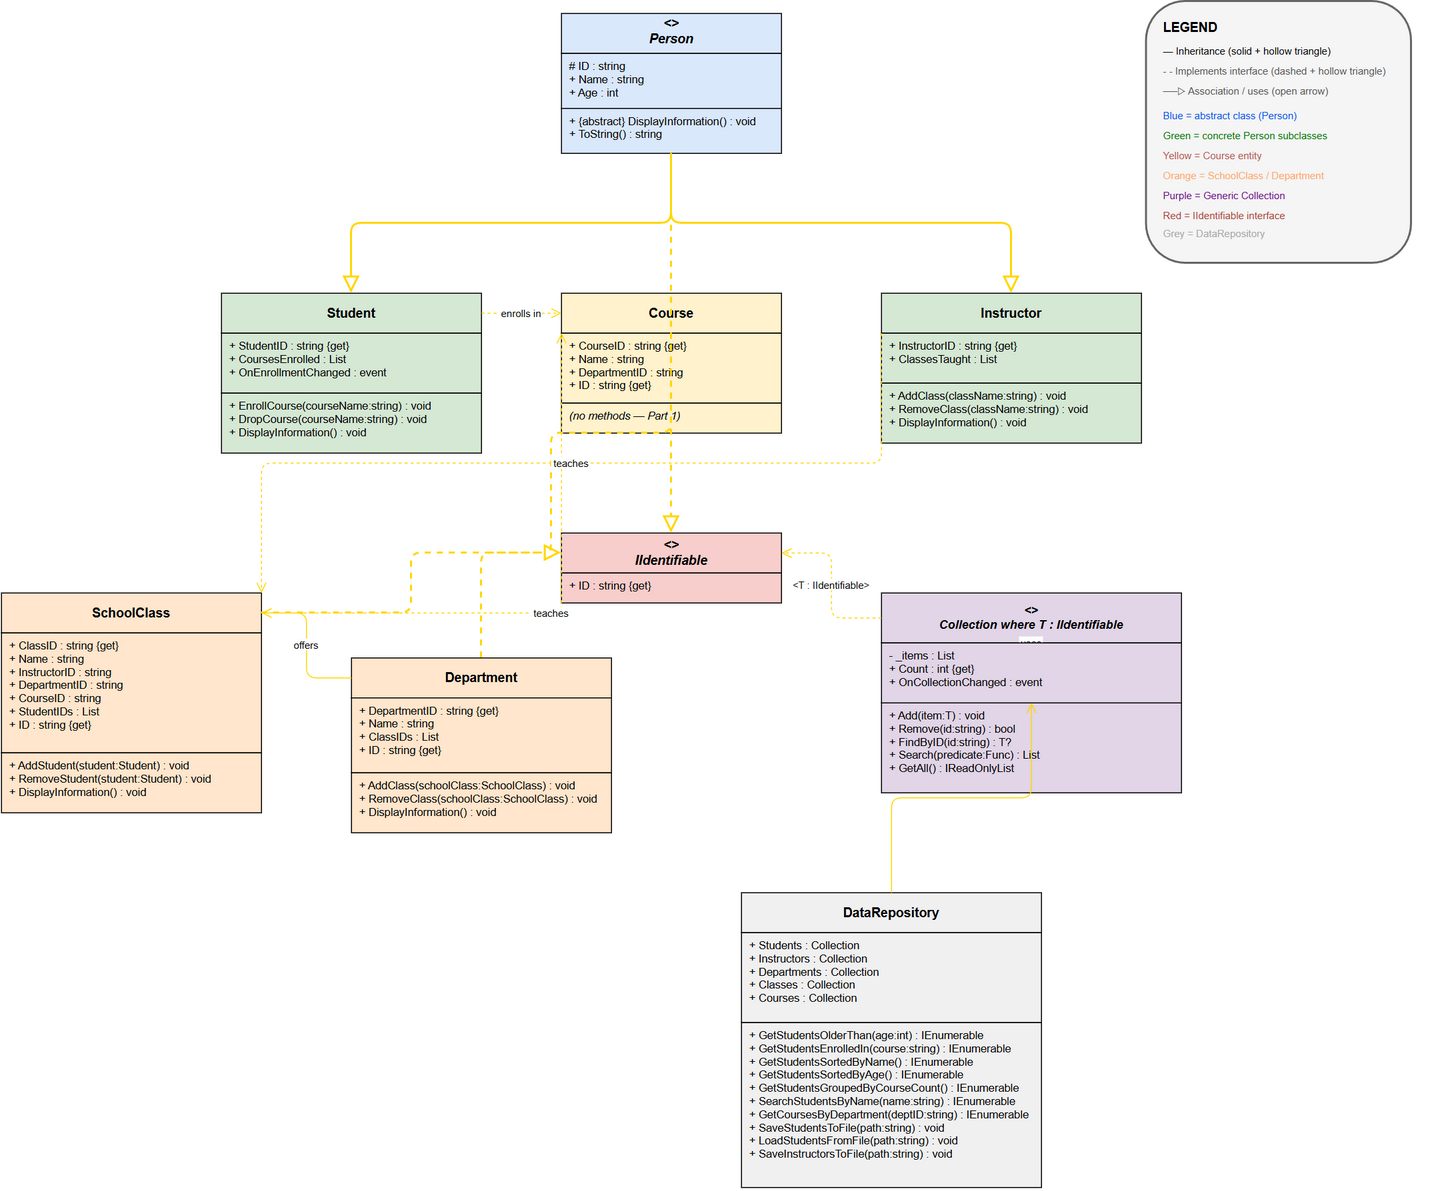 <>
Person
# ID : string
+ Name : string
+ Age : int
+ {abstract} DisplayInformation() : void
+ ToString() : string
LEGEND
— Inheritance (solid + hollow triangle)
- - Implements interface (dashed + hollow triangle)
──▷ Association / uses (open arrow)
Blue = abstract class (Person)
Green = concrete Person subclasses
Yellow = Course entity
Orange = SchoolClass / Department
Purple = Generic Collection
Red = IIdentifiable interface
Grey = DataRepository
Student
+ StudentID : string {get}
+ CoursesEnrolled : List
+ OnEnrollmentChanged : event
+ EnrollCourse(courseName:string) : void
+ DropCourse(courseName:string) : void
+ DisplayInformation() : void
enrolls in
Course
+ CourseID : string {get}
+ Name : string
+ DepartmentID : string
+ ID : string {get}
(no methods — Part 1)
Instructor
+ InstructorID : string {get}
+ ClassesTaught : List
+ AddClass(className:string) : void
+ RemoveClass(className:string) : void
+ DisplayInformation() : void
teaches
<>
IIdentifiable
+ ID : string {get}
<T : IIdentifiable>
teaches
offers
SchoolClass
+ ClassID : string {get}
+ Name : string
+ InstructorID : string
+ DepartmentID : string
+ CourseID : string
+ StudentIDs : List
+ ID : string {get}
+ AddStudent(student:Student) : void
+ RemoveStudent(student:Student) : void
+ DisplayInformation() : void
Department
+ DepartmentID : string {get}
+ Name : string
+ ClassIDs : List
+ ID : string {get}
+ AddClass(schoolClass:SchoolClass) : void
+ RemoveClass(schoolClass:SchoolClass) : void
+ DisplayInformation() : void
<>
Collection where T : IIdentifiable
- _items : List
+ Count : int {get}
+ OnCollectionChanged : event
+ Add(item:T) : void
+ Remove(id:string) : bool
+ FindByID(id:string) : T?
+ Search(predicate:Func) : List
+ GetAll() : IReadOnlyList
DataRepository
+ Students : Collection
+ Instructors : Collection
+ Departments : Collection
+ Classes : Collection
+ Courses : Collection
+ GetStudentsOlderThan(age:int) : IEnumerable
+ GetStudentsEnrolledIn(course:string) : IEnumerable
+ GetStudentsSortedByName() : IEnumerable
+ GetStudentsSortedByAge() : IEnumerable
+ GetStudentsGroupedByCourseCount() : IEnumerable
+ SearchStudentsByName(name:string) : IEnumerable
+ GetCoursesByDepartment(deptID:string) : IEnumerable
+ SaveStudentsToFile(path:string) : void
+ LoadStudentsFromFile(path:string) : void
+ SaveInstructorsToFile(path:string) : void